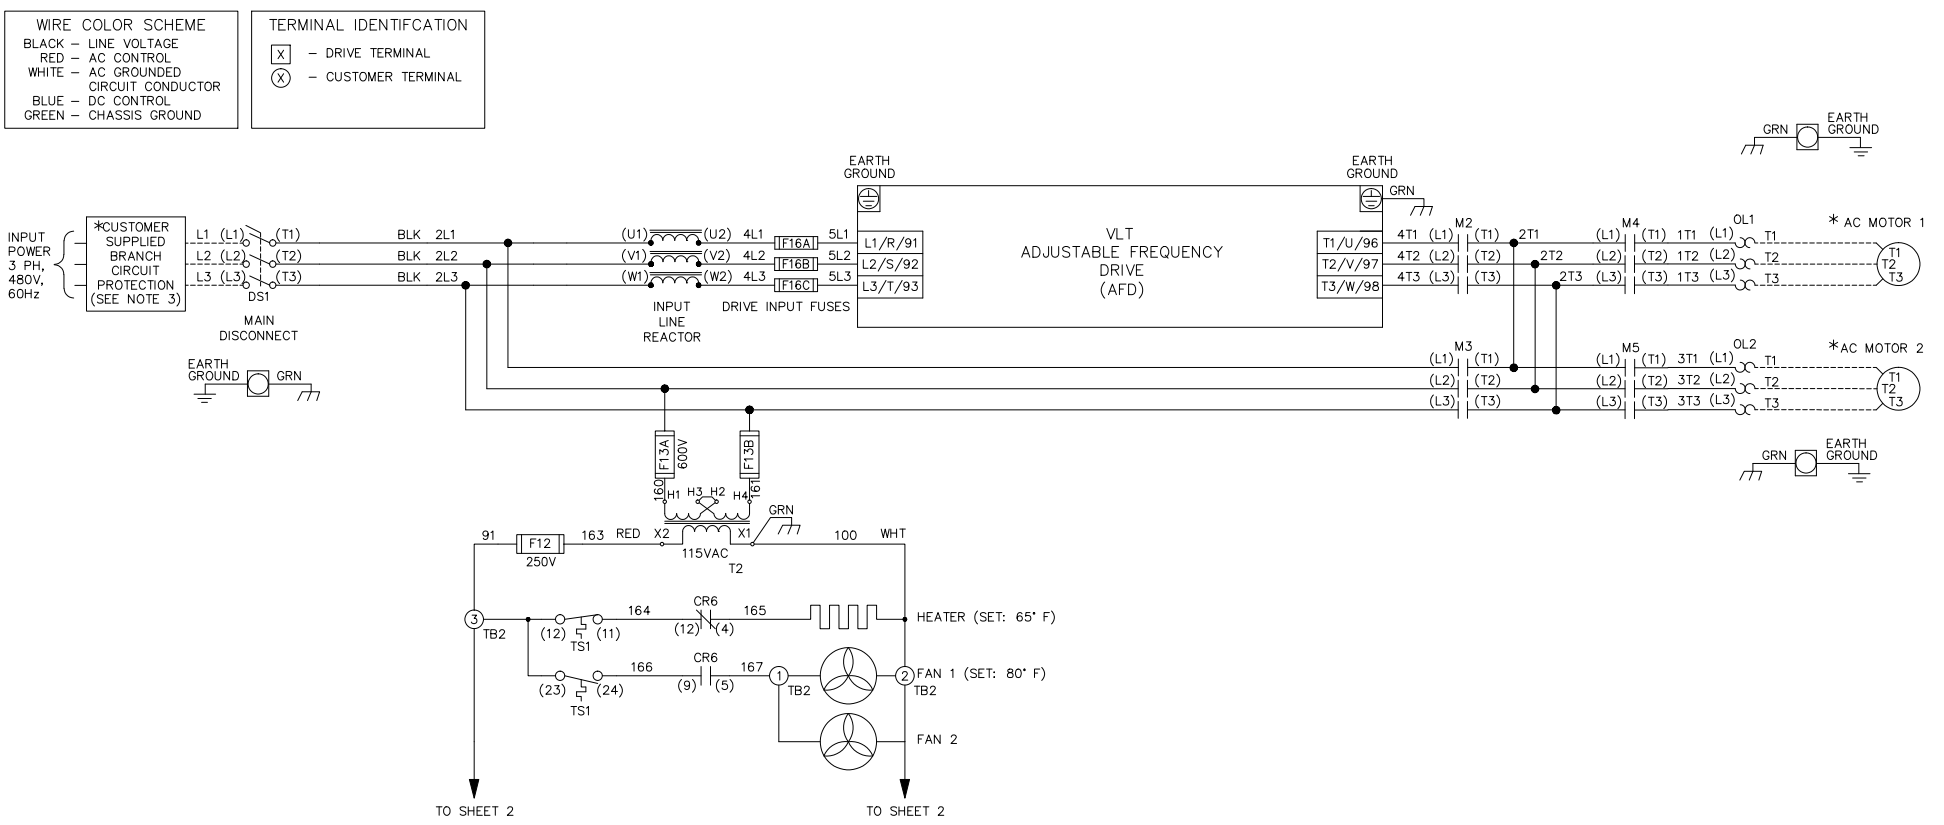 WIRE COLOR SCHEME
BLACK – LINE VOLTAGE
RED – AC CONTROL
WHITE – AC GROUNDED
CIRCUIT CONDUCTOR
BLUE – DC CONTROL
GREEN – CHASSIS GROUND
TERMINAL IDENTIFCATION
X – DRIVE TERMINAL
X – CUSTOMER TERMINAL
GRN
EARTH
GROUND
INPUT
POWER
3 PH,
480V,
60Hz
*CUSTOMER
SUPPLIED
BRANCH
CIRCUIT
PROTECTION
(SEE NOTE 3)
L1 (L1) (T1) BLK 2L1 (U1) (U2) 4L1 F16A 5L1 L1/R/91
L2 (L2) (T2) BLK 2L2 (V1) (V2) 4L2 F16B 5L2 L2/S/92
L3 (L3) (T3) BLK 2L3 (W1) (W2) 4L3 F16C 5L3 L3/T/93
DS1
MAIN
DISCONNECT
INPUT
LINE
REACTOR
DRIVE INPUT FUSES
EARTH
GROUND
VLT
ADJUSTABLE FREQUENCY
DRIVE
(AFD)
EARTH
GROUND
GRN
M2 M4 OL1 * AC MOTOR 1
T1/U/96 4T1 (L1) (T1) 2T1 (L1) (T1) 1T1 (L1) T1 T1
T2/V/97 4T2 (L2) (T2) 2T2 (L2) (T2) 1T2 (L2) T2 T2
T3/W/98 4T3 (L3) (T3) 2T3 (L3) (T3) 1T3 (L3) T3 T3
EARTH
GROUND GRN
M3 M5 OL2 *AC MOTOR 2
(L1) (T1) (L1) (T1) 3T1 (L1) T1 T1
(L2) (T2) (L2) (T2) 3T2 (L2) T2 T2
(L3) (T3) (L3) (T3) 3T3 (L3) T3 T3
GRN
EARTH
GROUND
F13A
600V
F13B
160 H1 H3 H2 H4 161
GRN
91 F12 163 RED X2 X1 100 WHT
250V
115VAC
T2
3 TB2
(12) (11) 164 CR6 (12) (4) 165 HEATER (SET: 65° F)
TS1
(23) (24) 166 CR6 (9) (5) 167 1 TB2 2 TB2 FAN 1 (SET: 80° F)
TS1
FAN 2
TO SHEET 2
TO SHEET 2